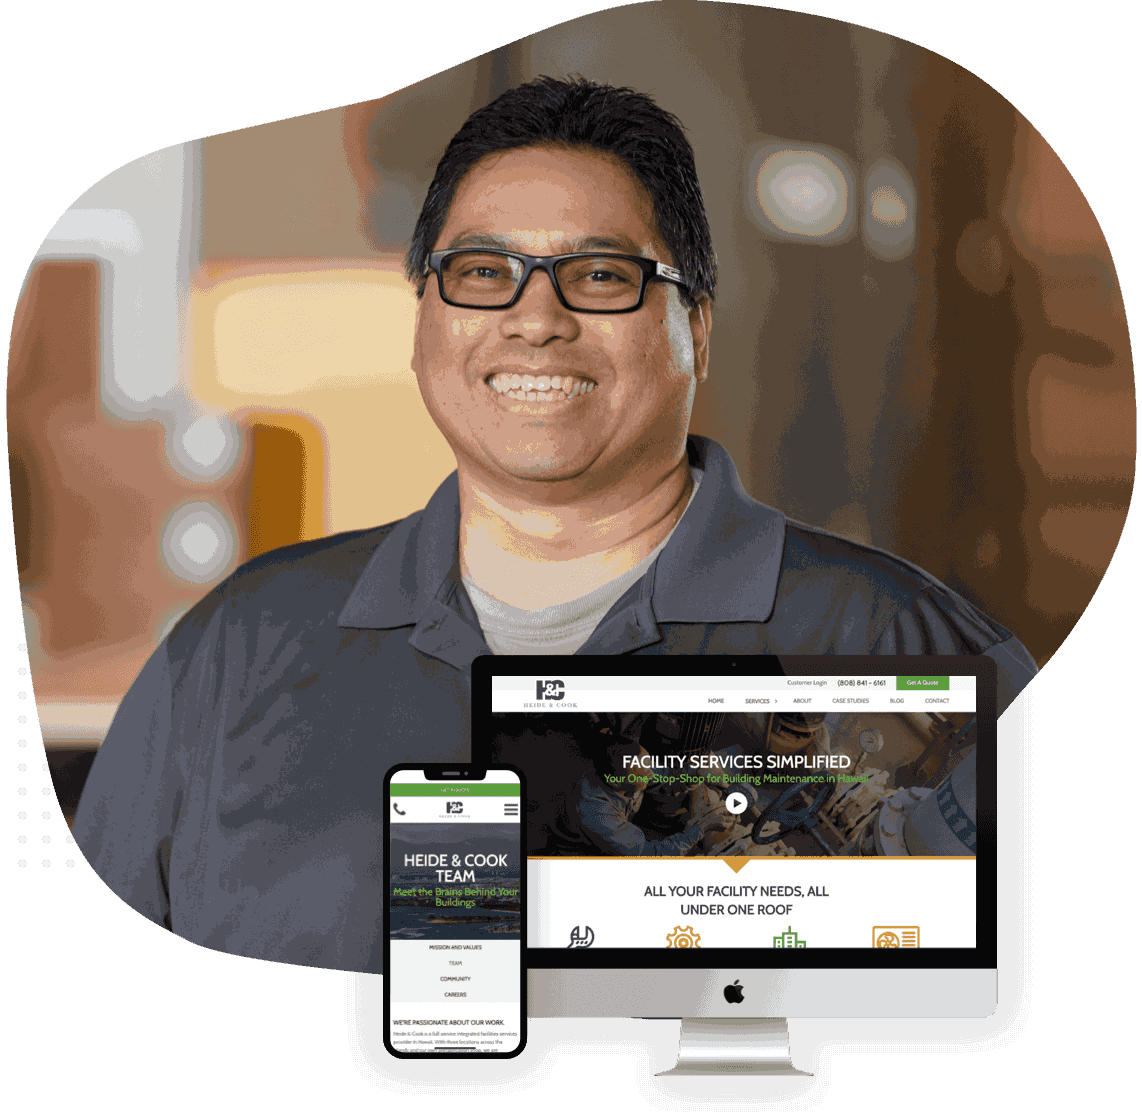 Customer Login (808) 841 - 6161 Get A Quote
H&C
HEIDE & COOK
HOME SERVICES > ABOUT CASE STUDIES BLOG CONTACT
FACILITY SERVICES SIMPLIFIED
Your One-Stop-Shop for Building Maintenance in Hawaii
ALL YOUR FACILITY NEEDS, ALL
UNDER ONE ROOF
H&C
HEIDE & COOK
HEIDE & COOK
TEAM
Meet the Brains Behind Your
Buildings
MISSION AND VALUES
TEAM
COMMUNITY
CAREERS
WE'RE PASSIONATE ABOUT OUR WORK.
Heide & Cook is a full service integrated facilities services
provider in Hawaii. With three locations across the